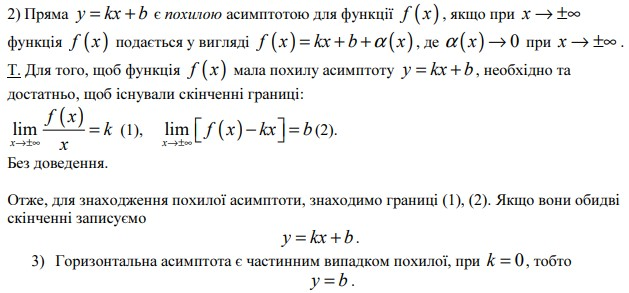 2) Пряма y = kx + b є похилою асимптотою для функції f(x), якщо при x → ±∞
функція f(x) подається у вигляді f(x) = kx + b + α(x), де α(x) → 0 при x → ±∞.
Т. Для того, щоб функція f(x) мала похилу асимптоту y = kx + b, необхідно та
достатньо, щоб існували скінченні границі:
lim x→±∞ f(x)/x = k (1), lim x→±∞ [f(x) − kx] = b (2).
Без доведення.
Отже, для знаходження похилої асимптоти, знаходимо границі (1), (2). Якщо вони обидві
скінченні записуємо
y = kx + b.
3) Горизонтальна асимптота є частинним випадком похилої, при k = 0, тобто
y = b.